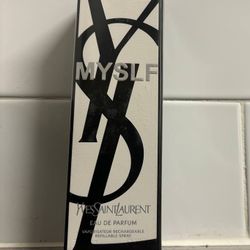 MYSLF
YVESSAINTLAURENT
EAU DE PARFUM
VAPORISATEUR RECHARGEABLE
REFILLABLE SPRAY